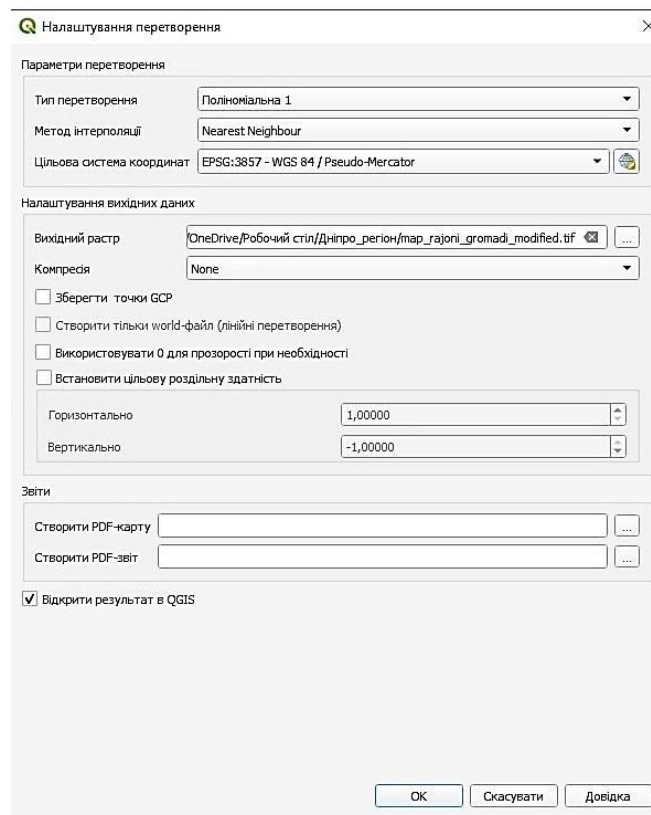 Налаштування перетворення
Параметри перетворення
Тип перетворення Поліноміальна 1
Метод інтерполяції Nearest Neighbour
Цільова система координат EPSG:3857 - WGS 84 / Pseudo-Mercator
Налаштування вихідних даних
Вихідний растр /OneDrive/Робочий стіл/Дніпро_регіон/map_rajoni_gromadi_modified.tif ...
Компресія None
Зберегти точки GCP
Створити тільки world-файл (лінійні перетворення)
Використовувати 0 для прозорості при необхідності
Встановити цільову роздільну здатність
Горизонтально 1,00000
Вертикально -1,00000
Звіти
Створити PDF-карту ...
Створити PDF-звіт ...
Відкрити результат в QGIS
OK Скасувати Довідка